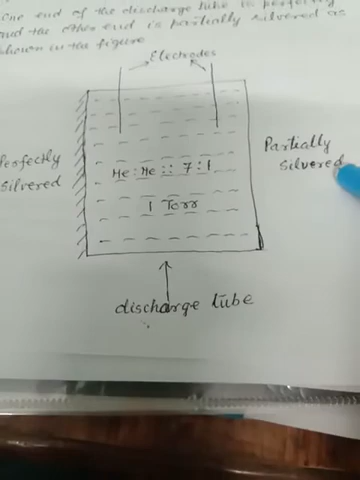 One end of the discharge tube is perfectly
and the other end is partially silvered as
shown in the figure
Electrodes
Perfectly
silvered
Partially
silvered
He : Ne :: 7:1
1 Torr
discharge tube